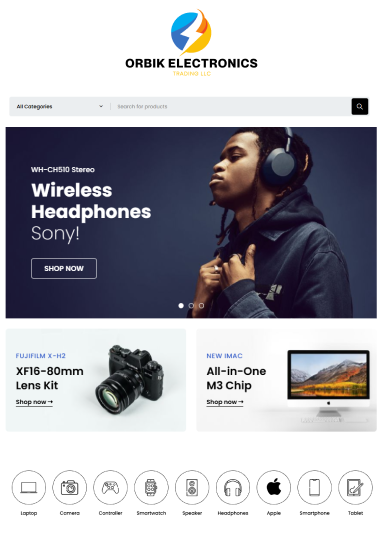 ORBIK ELECTRONICS
TRADING LLC
All Categories
Search for products
WH-CH510 Stereo
Wireless
Headphones
Sony!
SHOP NOW
FUJIFILM X-H2
XF16-80mm
Lens Kit
Shop now →
NEW IMAC
All-in-One
M3 Chip
Shop now →
Laptop
Camera
Controller
Smartwatch
Speaker
Headphones
Apple
Smartphone
Tablet